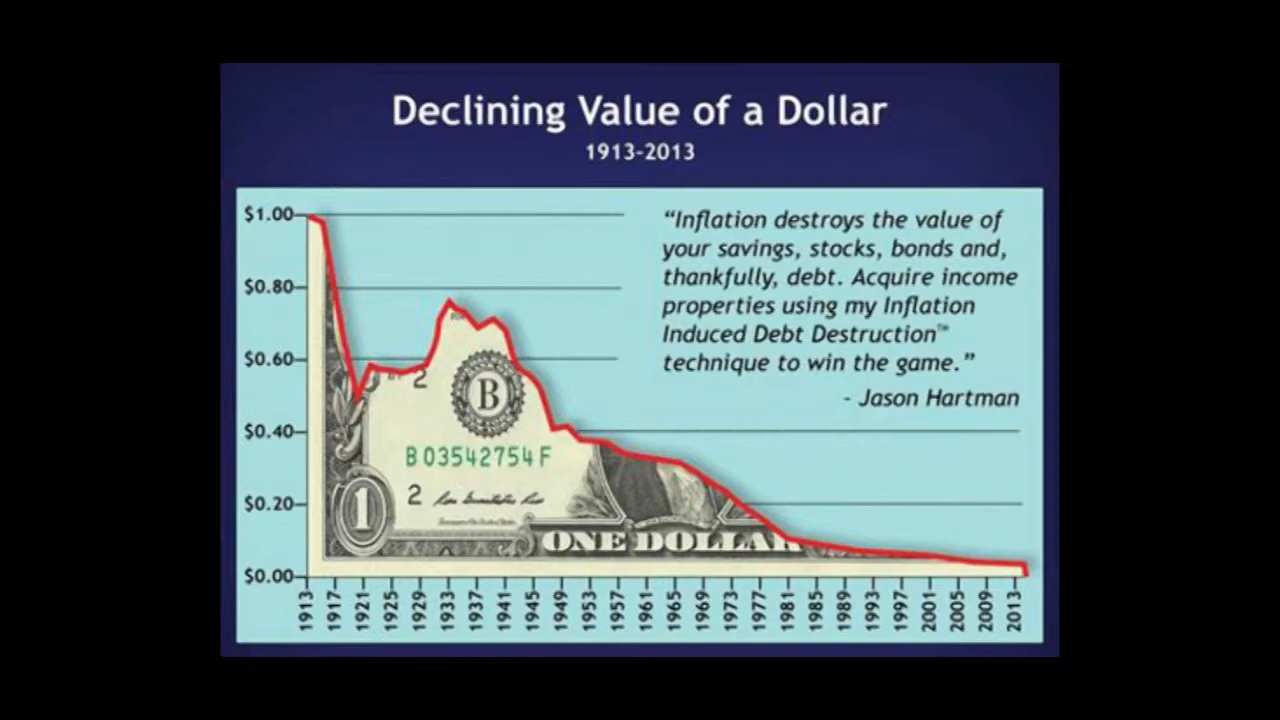 Declining Value of a Dollar
1913-2013
$1.00
$0.80
$0.60
$0.40
$0.20
$0.00
"Inflation destroys the value of
your savings, stocks, bonds and,
thankfully, debt. Acquire income
properties using my Inflation
Induced Debt Destruction™
technique to win the game."
- Jason Hartman
2
B
B 03542754 F
2
1
ONE DOLLAR
1913 1917 1921 1925 1929 1933 1937 1941 1945 1949 1953 1957 1961 1965 1969 1973 1977 1981 1985 1989 1993 1997 2001 2005 2009 2013